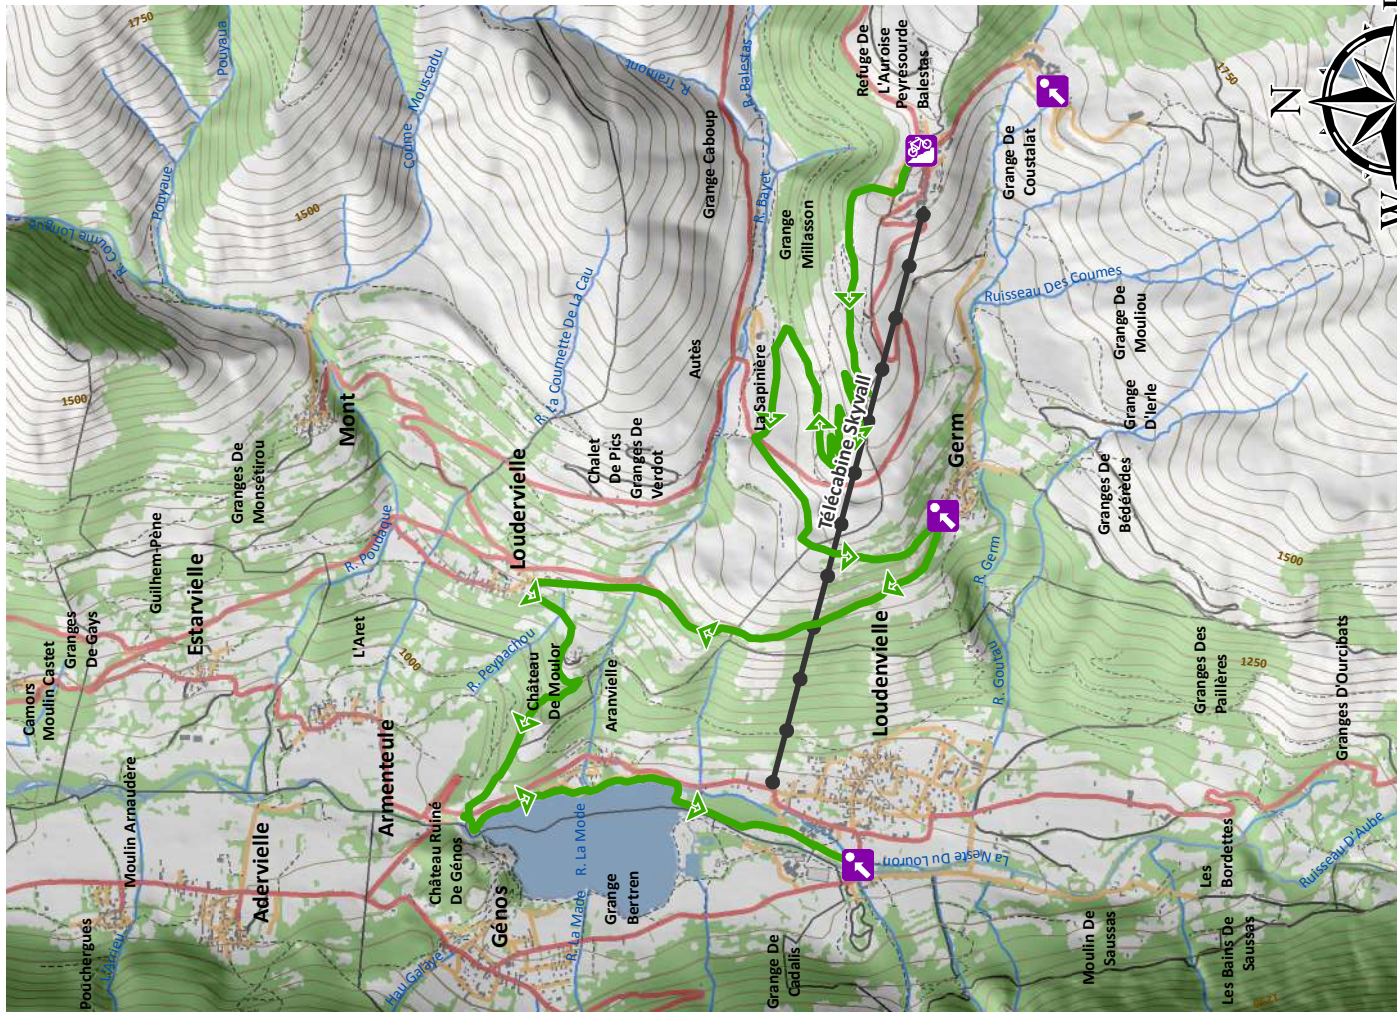 1750
Pouyaua
Pouyaue
R. Coume Longue
Coume
Mouscadu
1500
R. Tramont
R. Balestas
Refuge De
L'Auroise
Peyresourde
Balestas
1750
N
W
Grange Caboup
R. Bayet
Grange
Millasson
Grange De
Coustalat
Ruisseau Des Coumes
Grange De
Mouliou
Grange
D'Ierle
1500
Mont
Granges De
Monsétirou
R. La Coumette De La Cau
Autès
La Sapinière
Télécabine Skyvall
Germ
Chalet
De Pics
Granges De
Verdot
Loudervielle
Granges De
Bédérèdes
1500
Guilhem-Pène
Estarvielle
R. Poudaque
Granges
De Gays
Camors
Moulin Castet
L'Aret
1000
R. Peypachou
Château
De Moulor
Aranvielle
R. Germ
R. Goutau
Loudenvielle
Granges Des
Paillères
1250
Granges D'Ourcibats
Moulin Arnaudère
Armenteule
Adervielle
Château Ruiné
De Génos
Génos
R. La Mode
R. La Made
Grange
Bertren
La Neste Du Louron
Les
Bordettes
Ruisseau D'Aube
Pouchergues
Hau Galaye
Grange De
Cadalis
Moulin De
Saussas
Les Bains De
Saussas